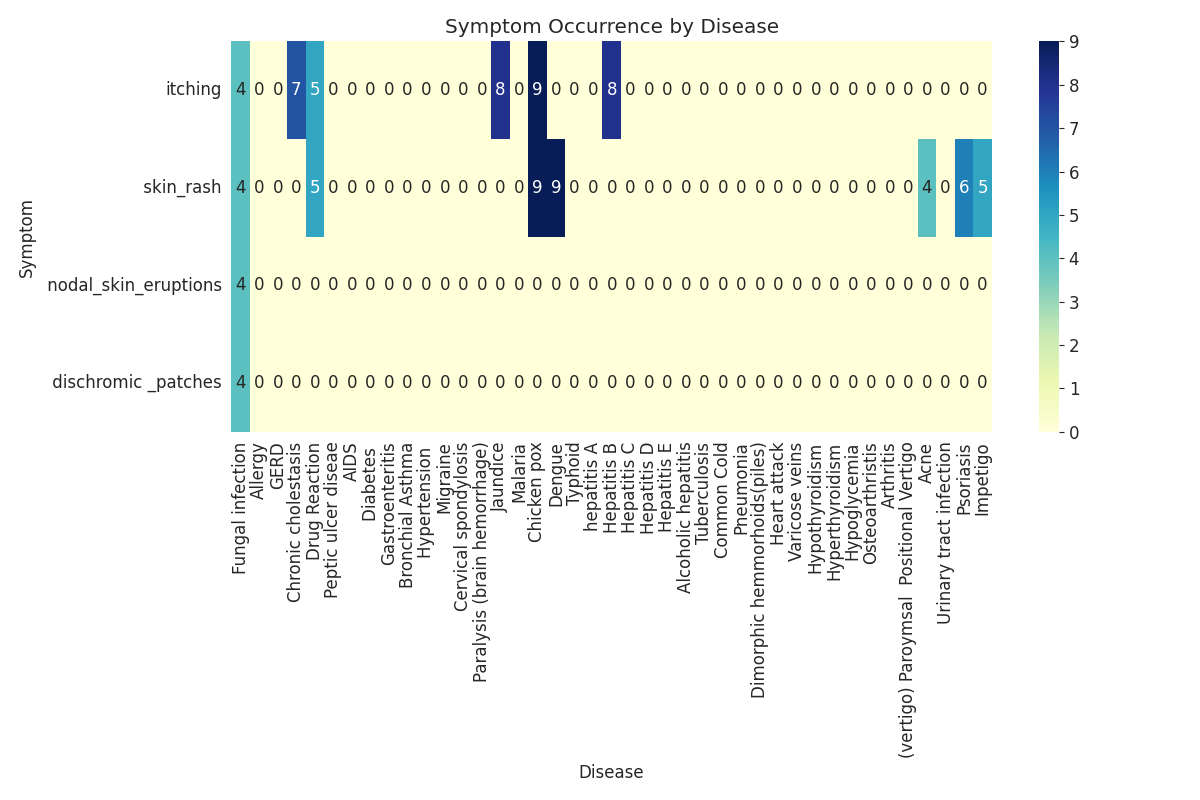 Symptom Occurrence by Disease
Symptom
itching 4 0 0 7 5 0 0 0 0 0 0 0 0 0 8 0 9 0 0 0 8 0 0 0 0 0 0 0 0 0 0 0 0 0 0 0 0 0 0 0 0
skin_rash 4 0 0 0 5 0 0 0 0 0 0 0 0 0 0 0 9 9 0 0 0 0 0 0 0 0 0 0 0 0 0 0 0 0 0 0 0 4 0 6 5
nodal_skin_eruptions 4 0 0 0 0 0 0 0 0 0 0 0 0 0 0 0 0 0 0 0 0 0 0 0 0 0 0 0 0 0 0 0 0 0 0 0 0 0 0 0 0
dischromic _patches 4 0 0 0 0 0 0 0 0 0 0 0 0 0 0 0 0 0 0 0 0 0 0 0 0 0 0 0 0 0 0 0 0 0 0 0 0 0 0 0 0
Fungal infection
Allergy
GERD
Chronic cholestasis
Drug Reaction
Peptic ulcer diseae
AIDS
Diabetes
Gastroenteritis
Bronchial Asthma
Hypertension
Migraine
Cervical spondylosis
Paralysis (brain hemorrhage)
Jaundice
Malaria
Chicken pox
Dengue
Typhoid
hepatitis A
Hepatitis B
Hepatitis C
Hepatitis D
Hepatitis E
Alcoholic hepatitis
Tuberculosis
Common Cold
Pneumonia
Dimorphic hemmorhoids(piles)
Heart attack
Varicose veins
Hypothyroidism
Hyperthyroidism
Hypoglycemia
Osteoarthristis
Arthritis
(vertigo) Paroymsal  Positional Vertigo
Acne
Urinary tract infection
Psoriasis
Impetigo
Disease
9
8
7
6
5
4
3
2
1
0